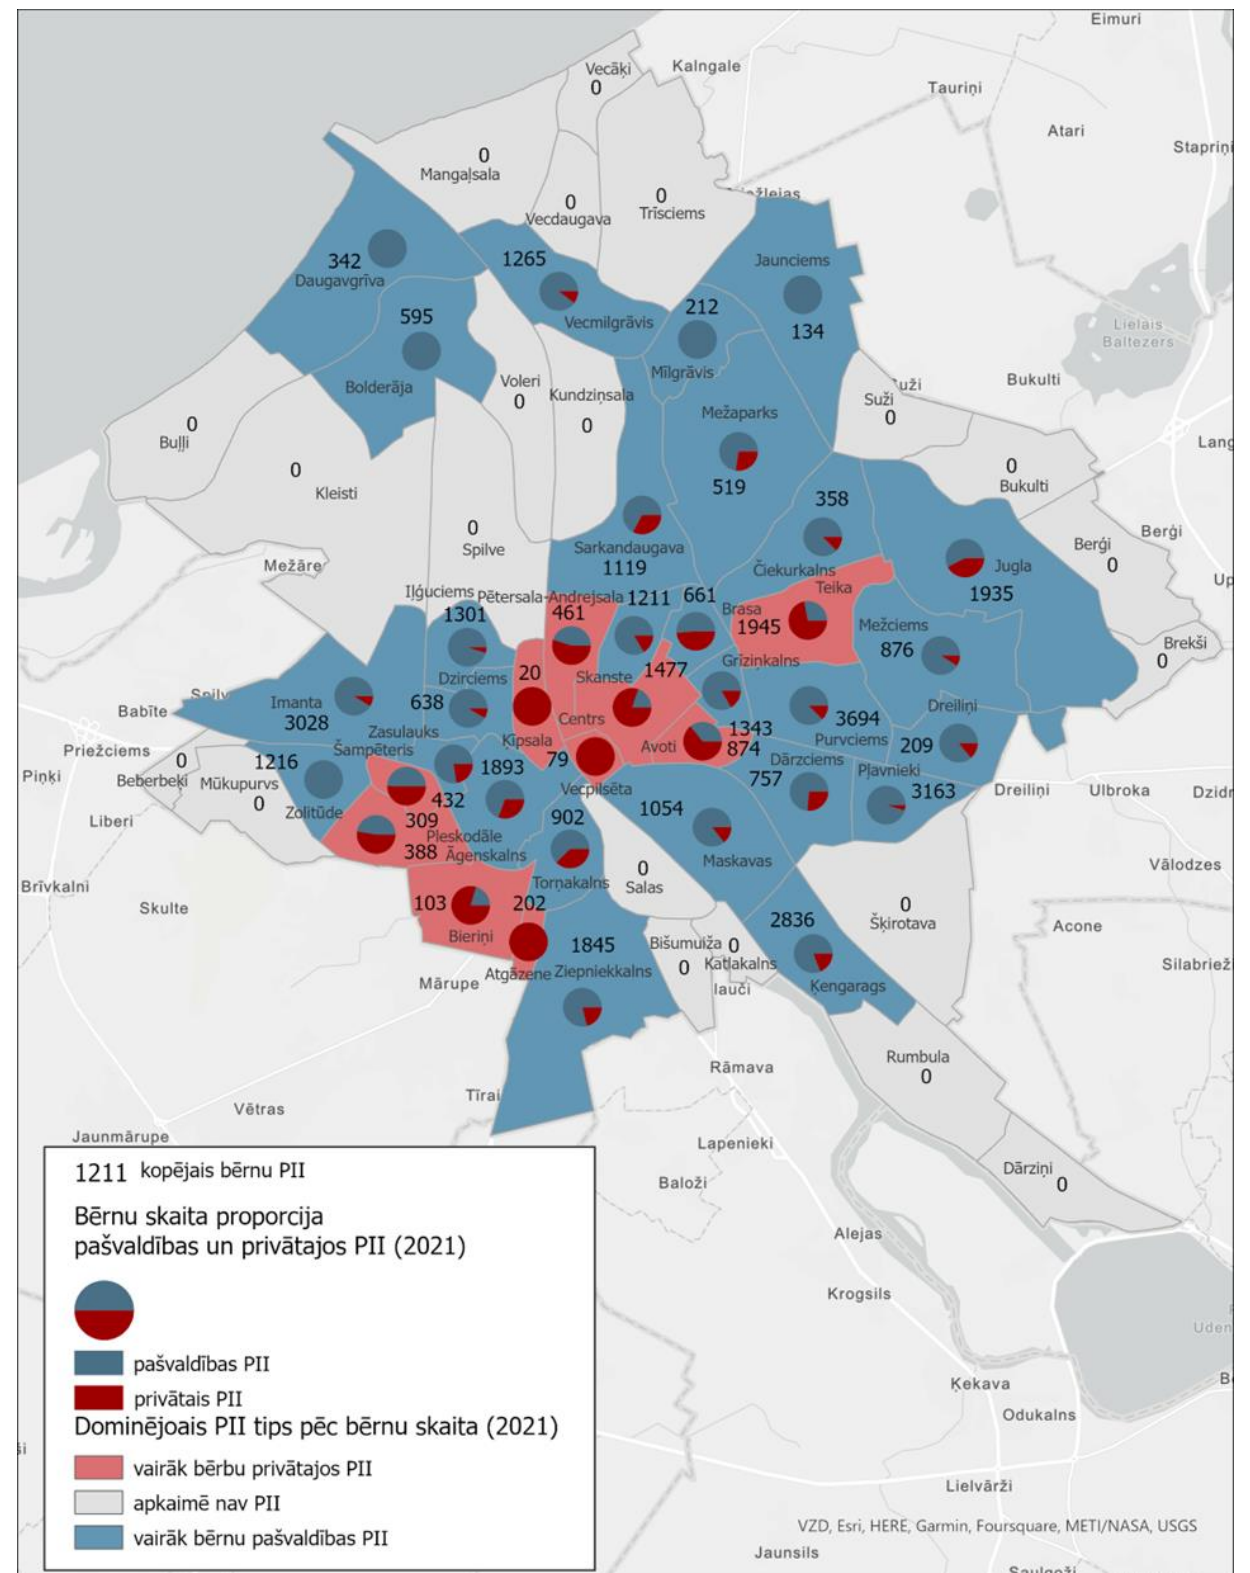 Eimuri
Vecāķi
0
Kalngale
Tauriņi
Atari
Stapriņi
0
Mangaļsala
0
Vecdaugava
0
Trīsciems
342
Daugavgrīva
1265
Vecmīlgrāvis
Jaunciems
134
212
Mīlgrāvis
595
Bolderāja
Lielais
Baltezers
Voleri
0
Kundziņsala
0
Mežaparks
519
Suži
0
Bukulti
0
Buļļi
0
Kleisti
0
Bukulti
358
Čiekurkalns
0
Spilve
Sarkandaugava
1119
Jugla
1935
Berģi
0
Berģi
Mežāre
Teika
1945
Iļģuciems
1301
Pētersala-Andrejsala
461
1211
Skanste
661
Brasa
Mežciems
876
Brekši
0
Grīziņkalns
1477
20
Ķīpsala
Dzirciems
638
Imanta
3028
Babīte
Centrs
Zasulauks
Dreiliņi
209
3694
Purvciems
1343
Avoti
874
Priežciems
0
Beberbeķi
Mūkupurvs
0
1216
Zolitūde
Šampēteris
432
1893
79
Vecpilsēta
Dārzciems
757
Pļavnieki
3163
Piņķi
Dreiliņi
Ulbroka
Liberi
309
Pleskodāle
388
Āgenskalns
902
Torņakalns
1054
Maskavas
0
Salas
Vālodzes
Brīvkalni
Skulte
103
Bieriņi
202
Atgāzene
0
Šķirotava
Acone
2836
Ķengarags
1845
Ziepniekkalns
Bišumuiža
0
0
Katlakalns
lauči
Mārupe
Rumbula
0
Rāmava
Tīrai
Vētras
Jaunmārupe
Lapenieki
Baloži
Dārziņi
0
Alejas
Krogsils
Ķekava
Odukalns
Lielvārži
1211 kopējais bērnu PII
Bērnu skaita proporcija
pašvaldības un privātajos PII (2021)
pašvaldības PII
privātais PII
Dominējoais PII tips pēc bērnu skaita (2021)
vairāk bērbu privātajos PII
apkaimē nav PII
vairāk bērnu pašvaldības PII
VZD, Esri, HERE, Garmin, Foursquare, METI/NASA, USGS
Jaunsils